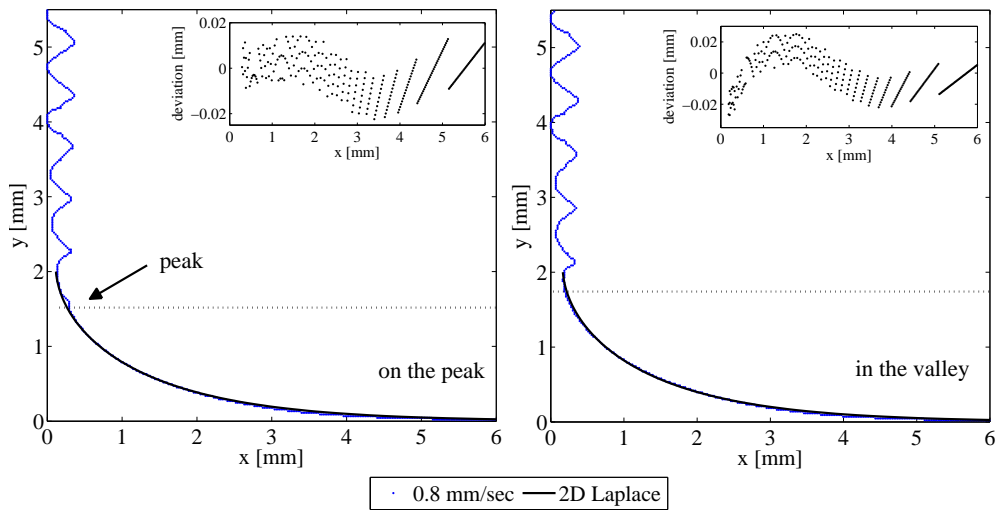 0.02
0
−0.02
deviation [mm]
0 1 2 3 4 5 6
x [mm]
5
4
3
2
1
0
y [mm]
peak
on the peak
0 1 2 3 4 5 6
x [mm]
0.02
0
−0.02
deviation [mm]
0 1 2 3 4 5 6
x [mm]
5
4
3
2
1
0
y [mm]
in the valley
0 1 2 3 4 5 6
x [mm]
0.8 mm/sec 2D Laplace